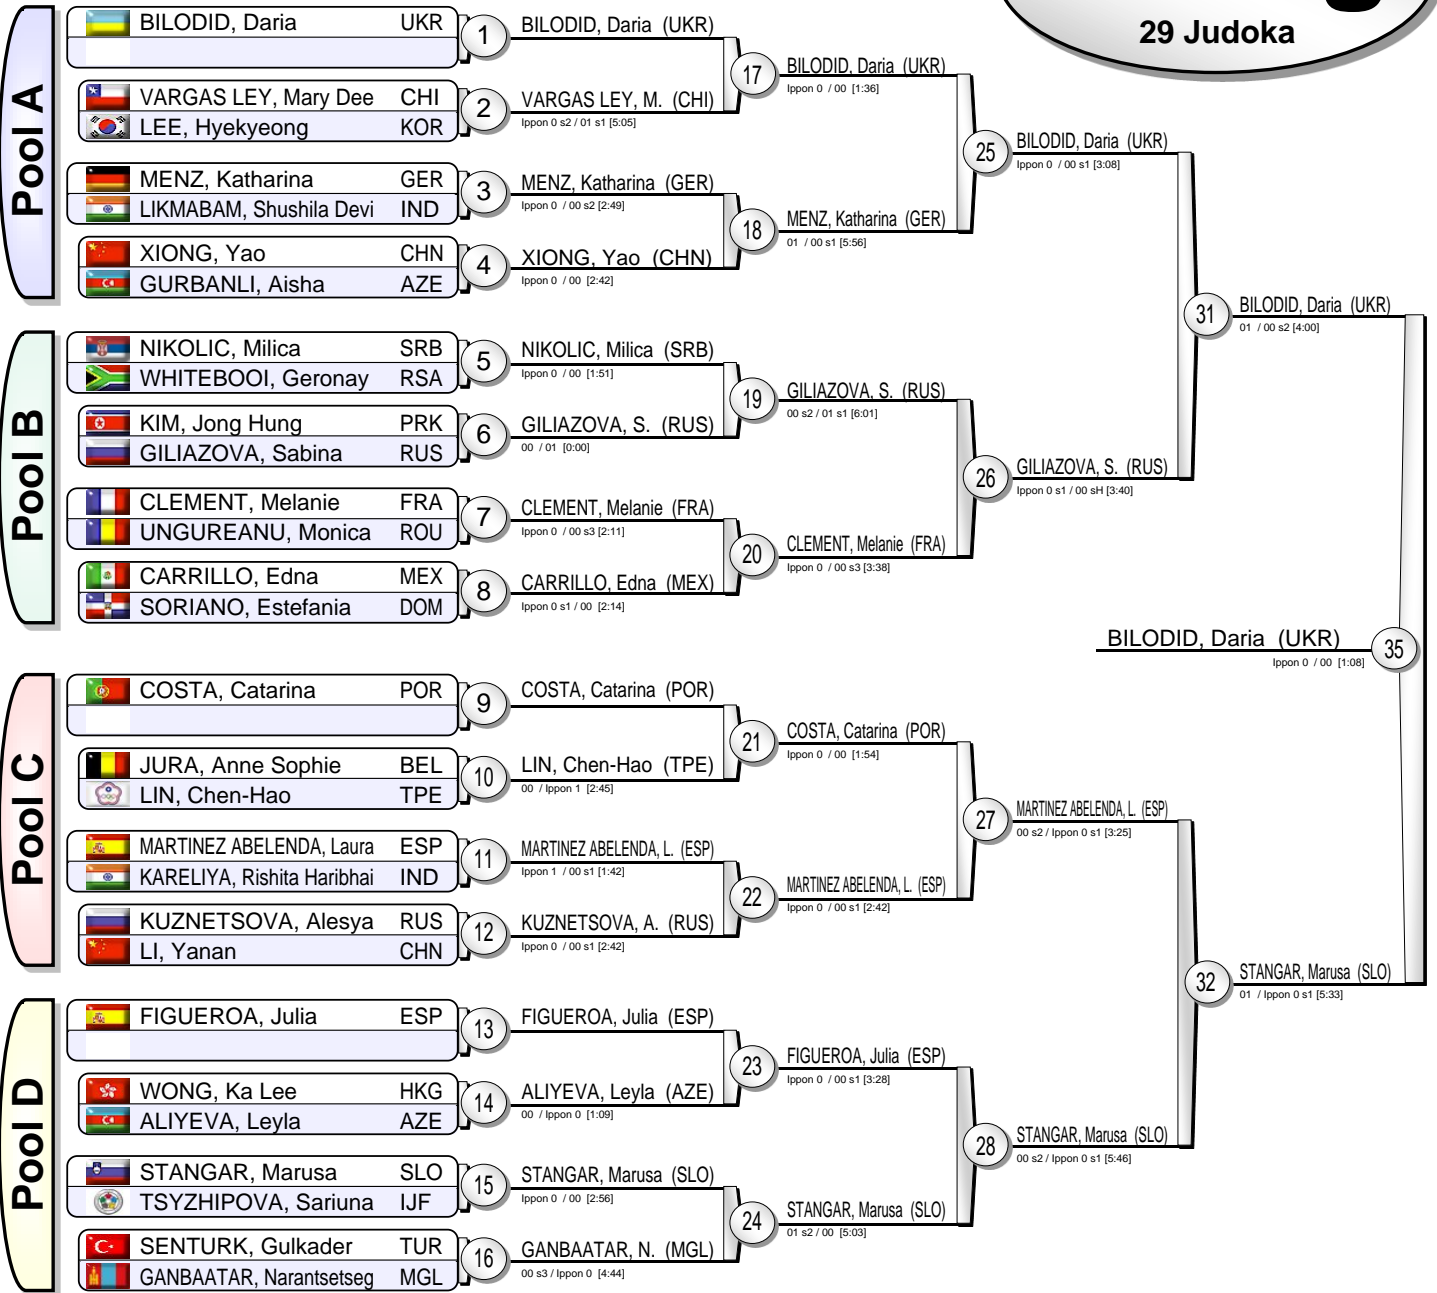 29 Judoka
Pool A
BILODID, Daria UKR
VARGAS LEY, Mary Dee CHI
LEE, Hyekyeong KOR
MENZ, Katharina GER
LIKMABAM, Shushila Devi IND
XIONG, Yao CHN
GURBANLI, Aisha AZE
1
BILODID, Daria (UKR)
2
VARGAS LEY, M. (CHI)
Ippon 0 s2 / 01 s1 [5:05]
3
MENZ, Katharina (GER)
Ippon 0 / 00 s2 [2:49]
4
XIONG, Yao (CHN)
Ippon 0 / 00 [2:42]
17
BILODID, Daria (UKR)
Ippon 0 / 00 [1:36]
18
MENZ, Katharina (GER)
01 / 00 s1 [5:56]
25
BILODID, Daria (UKR)
Ippon 0 / 00 s1 [3:08]
Pool B
NIKOLIC, Milica SRB
WHITEBOOI, Geronay RSA
KIM, Jong Hung PRK
GILIAZOVA, Sabina RUS
CLEMENT, Melanie FRA
UNGUREANU, Monica ROU
CARRILLO, Edna MEX
SORIANO, Estefania DOM
5
NIKOLIC, Milica (SRB)
Ippon 0 / 00 [1:51]
6
GILIAZOVA, S. (RUS)
00 / 01 [0:00]
7
CLEMENT, Melanie (FRA)
Ippon 0 / 00 s3 [2:11]
8
CARRILLO, Edna (MEX)
Ippon 0 s1 / 00 [2:14]
19
GILIAZOVA, S. (RUS)
00 s2 / 01 s1 [6:01]
20
CLEMENT, Melanie (FRA)
Ippon 0 / 00 s3 [3:38]
26
GILIAZOVA, S. (RUS)
Ippon 0 s1 / 00 sH [3:40]
31
BILODID, Daria (UKR)
01 / 00 s2 [4:00]
BILODID, Daria (UKR)
Ippon 0 / 00 [1:08]
35
Pool C
COSTA, Catarina POR
JURA, Anne Sophie BEL
LIN, Chen-Hao TPE
MARTINEZ ABELENDA, Laura ESP
KARELIYA, Rishita Haribhai IND
KUZNETSOVA, Alesya RUS
LI, Yanan CHN
9
COSTA, Catarina (POR)
10
LIN, Chen-Hao (TPE)
00 / Ippon 1 [2:45]
11
MARTINEZ ABELENDA, L. (ESP)
Ippon 1 / 00 s1 [1:42]
12
KUZNETSOVA, A. (RUS)
Ippon 0 / 00 s1 [2:42]
21
COSTA, Catarina (POR)
Ippon 0 / 00 [1:54]
22
MARTINEZ ABELENDA, L. (ESP)
Ippon 0 / 00 s1 [2:42]
27
MARTINEZ ABELENDA, L. (ESP)
00 s2 / Ippon 0 s1 [3:25]
Pool D
FIGUEROA, Julia ESP
WONG, Ka Lee HKG
ALIYEVA, Leyla AZE
STANGAR, Marusa SLO
TSYZHIPOVA, Sariuna IJF
SENTURK, Gulkader TUR
GANBAATAR, Narantsetseg MGL
13
FIGUEROA, Julia (ESP)
14
ALIYEVA, Leyla (AZE)
00 / Ippon 0 [1:09]
15
STANGAR, Marusa (SLO)
Ippon 0 / 00 [2:56]
16
GANBAATAR, N. (MGL)
00 s3 / Ippon 0 [4:44]
23
FIGUEROA, Julia (ESP)
Ippon 0 / 00 s1 [3:28]
24
STANGAR, Marusa (SLO)
01 s2 / 00 [5:03]
28
STANGAR, Marusa (SLO)
00 s2 / Ippon 0 s1 [5:46]
32
STANGAR, Marusa (SLO)
01 / Ippon 0 s1 [5:33]